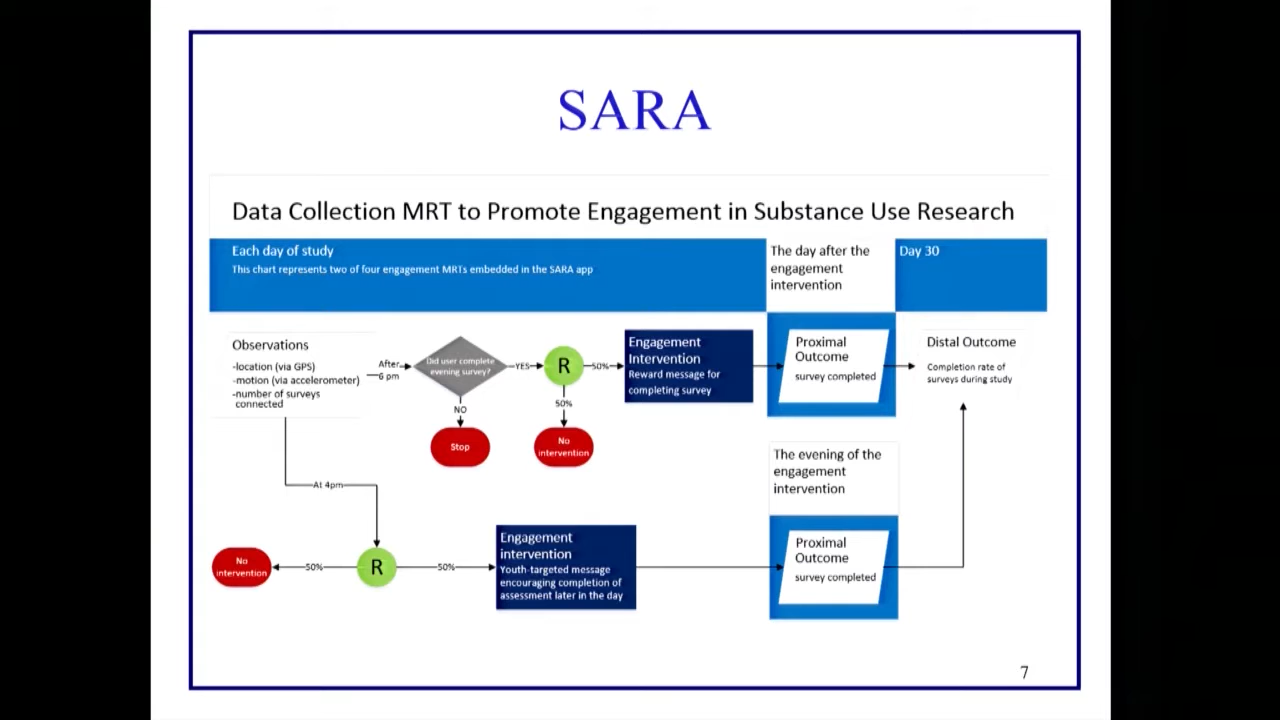 SARA
Data Collection MRT to Promote Engagement in Substance Use Research
Each day of study
This chart represents two of four engagement MRTs embedded in the SARA app
The day after the
engagement
intervention
Day 30
Observations
-location (via GPS)
-motion (via accelerometer)
-number of surveys
connected
After
6 pm
Did user complete
evening survey?
YES
R
50%
Engagement
Intervention
Reward message for
completing survey
Proximal
Outcome
survey completed
Distal Outcome
Completion rate of
surveys during study
NO
Stop
50%
No
intervention
The evening of the
engagement
intervention
At 4pm
No
intervention
50%
R
50%
Engagement
intervention
Youth-targeted message
encouraging completion of
assessment later in the day
Proximal
Outcome
survey completed
7